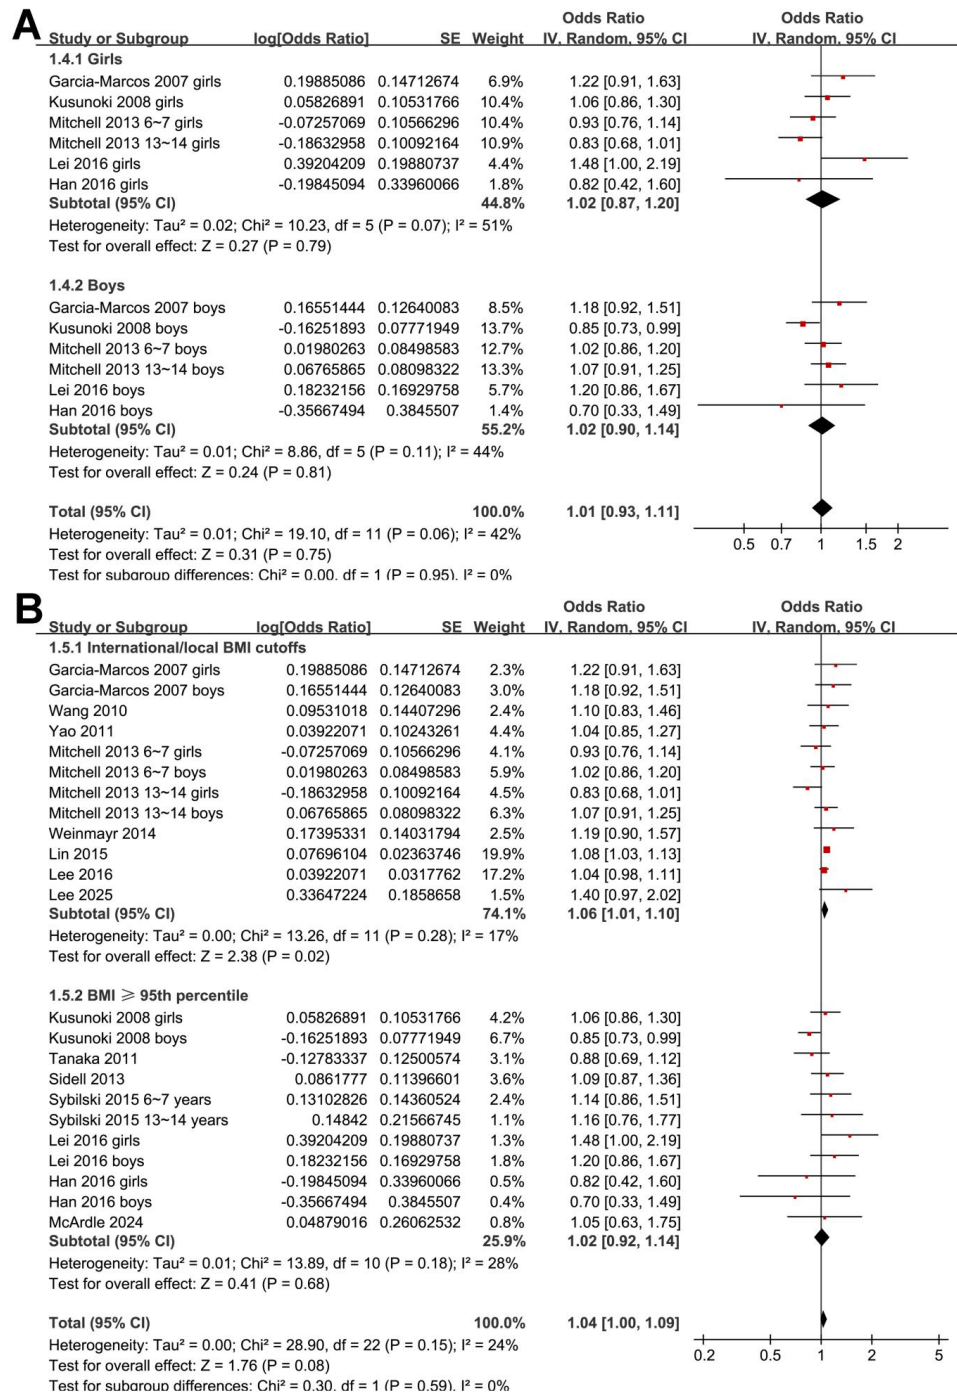 A
Odds Ratio Odds Ratio
Study or Subgroup log[Odds Ratio] SE Weight IV, Random, 95% CI IV, Random, 95% CI
1.4.1 Girls
Garcia-Marcos 2007 girls 0.19885086 0.14712674 6.9% 1.22 [0.91, 1.63]
Kusunoki 2008 girls 0.05826891 0.10531766 10.4% 1.06 [0.86, 1.30]
Mitchell 2013 6~7 girls -0.07257069 0.10566296 10.4% 0.93 [0.76, 1.14]
Mitchell 2013 13~14 girls -0.18632958 0.10092164 10.9% 0.83 [0.68, 1.01]
Lei 2016 girls 0.39204209 0.19880737 4.4% 1.48 [1.00, 2.19]
Han 2016 girls -0.19845094 0.33960066 1.8% 0.82 [0.42, 1.60]
Subtotal (95% CI) 44.8% 1.02 [0.87, 1.20]
Heterogeneity: Tau² = 0.02; Chi² = 10.23, df = 5 (P = 0.07); I² = 51%
Test for overall effect: Z = 0.27 (P = 0.79)
1.4.2 Boys
Garcia-Marcos 2007 boys 0.16551444 0.12640083 8.5% 1.18 [0.92, 1.51]
Kusunoki 2008 boys -0.16251893 0.07771949 13.7% 0.85 [0.73, 0.99]
Mitchell 2013 6~7 boys 0.01980263 0.08498583 12.7% 1.02 [0.86, 1.20]
Mitchell 2013 13~14 boys 0.06765865 0.08098322 13.3% 1.07 [0.91, 1.25]
Lei 2016 boys 0.18232156 0.16929758 5.7% 1.20 [0.86, 1.67]
Han 2016 boys -0.35667494 0.3845507 1.4% 0.70 [0.33, 1.49]
Subtotal (95% CI) 55.2% 1.02 [0.90, 1.14]
Heterogeneity: Tau² = 0.01; Chi² = 8.86, df = 5 (P = 0.11); I² = 44%
Test for overall effect: Z = 0.24 (P = 0.81)
Total (95% CI) 100.0% 1.01 [0.93, 1.11]
Heterogeneity: Tau² = 0.01; Chi² = 19.10, df = 11 (P = 0.06); I² = 42%
0.5 0.7 1 1.5 2
Test for overall effect: Z = 0.31 (P = 0.75)
Test for subgroup differences: Chi² = 0.00, df = 1 (P = 0.95), I² = 0%
B
Odds Ratio Odds Ratio
Study or Subgroup log[Odds Ratio] SE Weight IV, Random, 95% CI IV, Random, 95% CI
1.5.1 International/local BMI cutoffs
Garcia-Marcos 2007 girls 0.19885086 0.14712674 2.3% 1.22 [0.91, 1.63]
Garcia-Marcos 2007 boys 0.16551444 0.12640083 3.0% 1.18 [0.92, 1.51]
Wang 2010 0.09531018 0.14407296 2.4% 1.10 [0.83, 1.46]
Yao 2011 0.03922071 0.10243261 4.4% 1.04 [0.85, 1.27]
Mitchell 2013 6~7 girls -0.07257069 0.10566296 4.1% 0.93 [0.76, 1.14]
Mitchell 2013 6~7 boys 0.01980263 0.08498583 5.9% 1.02 [0.86, 1.20]
Mitchell 2013 13~14 girls -0.18632958 0.10092164 4.5% 0.83 [0.68, 1.01]
Mitchell 2013 13~14 boys 0.06765865 0.08098322 6.3% 1.07 [0.91, 1.25]
Weinmayr 2014 0.17395331 0.14031794 2.5% 1.19 [0.90, 1.57]
Lin 2015 0.07696104 0.02363746 19.9% 1.08 [1.03, 1.13]
Lee 2016 0.03922071 0.0317762 17.2% 1.04 [0.98, 1.11]
Lee 2025 0.33647224 0.1858658 1.5% 1.40 [0.97, 2.02]
Subtotal (95% CI) 74.1% 1.06 [1.01, 1.10]
Heterogeneity: Tau² = 0.00; Chi² = 13.26, df = 11 (P = 0.28); I² = 17%
Test for overall effect: Z = 2.38 (P = 0.02)
1.5.2 BMI ⩾ 95th percentile
Kusunoki 2008 girls 0.05826891 0.10531766 4.2% 1.06 [0.86, 1.30]
Kusunoki 2008 boys -0.16251893 0.07771949 6.7% 0.85 [0.73, 0.99]
Tanaka 2011 -0.12783337 0.12500574 3.1% 0.88 [0.69, 1.12]
Sidell 2013 0.0861777 0.11396601 3.6% 1.09 [0.87, 1.36]
Sybilski 2015 6~7 years 0.13102826 0.14360524 2.4% 1.14 [0.86, 1.51]
Sybilski 2015 13~14 years 0.14842 0.21566745 1.1% 1.16 [0.76, 1.77]
Lei 2016 girls 0.39204209 0.19880737 1.3% 1.48 [1.00, 2.19]
Lei 2016 boys 0.18232156 0.16929758 1.8% 1.20 [0.86, 1.67]
Han 2016 girls -0.19845094 0.33960066 0.5% 0.82 [0.42, 1.60]
Han 2016 boys -0.35667494 0.3845507 0.4% 0.70 [0.33, 1.49]
McArdle 2024 0.04879016 0.26062532 0.8% 1.05 [0.63, 1.75]
Subtotal (95% CI) 25.9% 1.02 [0.92, 1.14]
Heterogeneity: Tau² = 0.01; Chi² = 13.89, df = 10 (P = 0.18); I² = 28%
Test for overall effect: Z = 0.41 (P = 0.68)
Total (95% CI) 100.0% 1.04 [1.00, 1.09]
Heterogeneity: Tau² = 0.00; Chi² = 28.90, df = 22 (P = 0.15); I² = 24%
0.2 0.5 1 2 5
Test for overall effect: Z = 1.76 (P = 0.08)
Test for subgroup differences: Chi² = 0.30, df = 1 (P = 0.59), I² = 0%